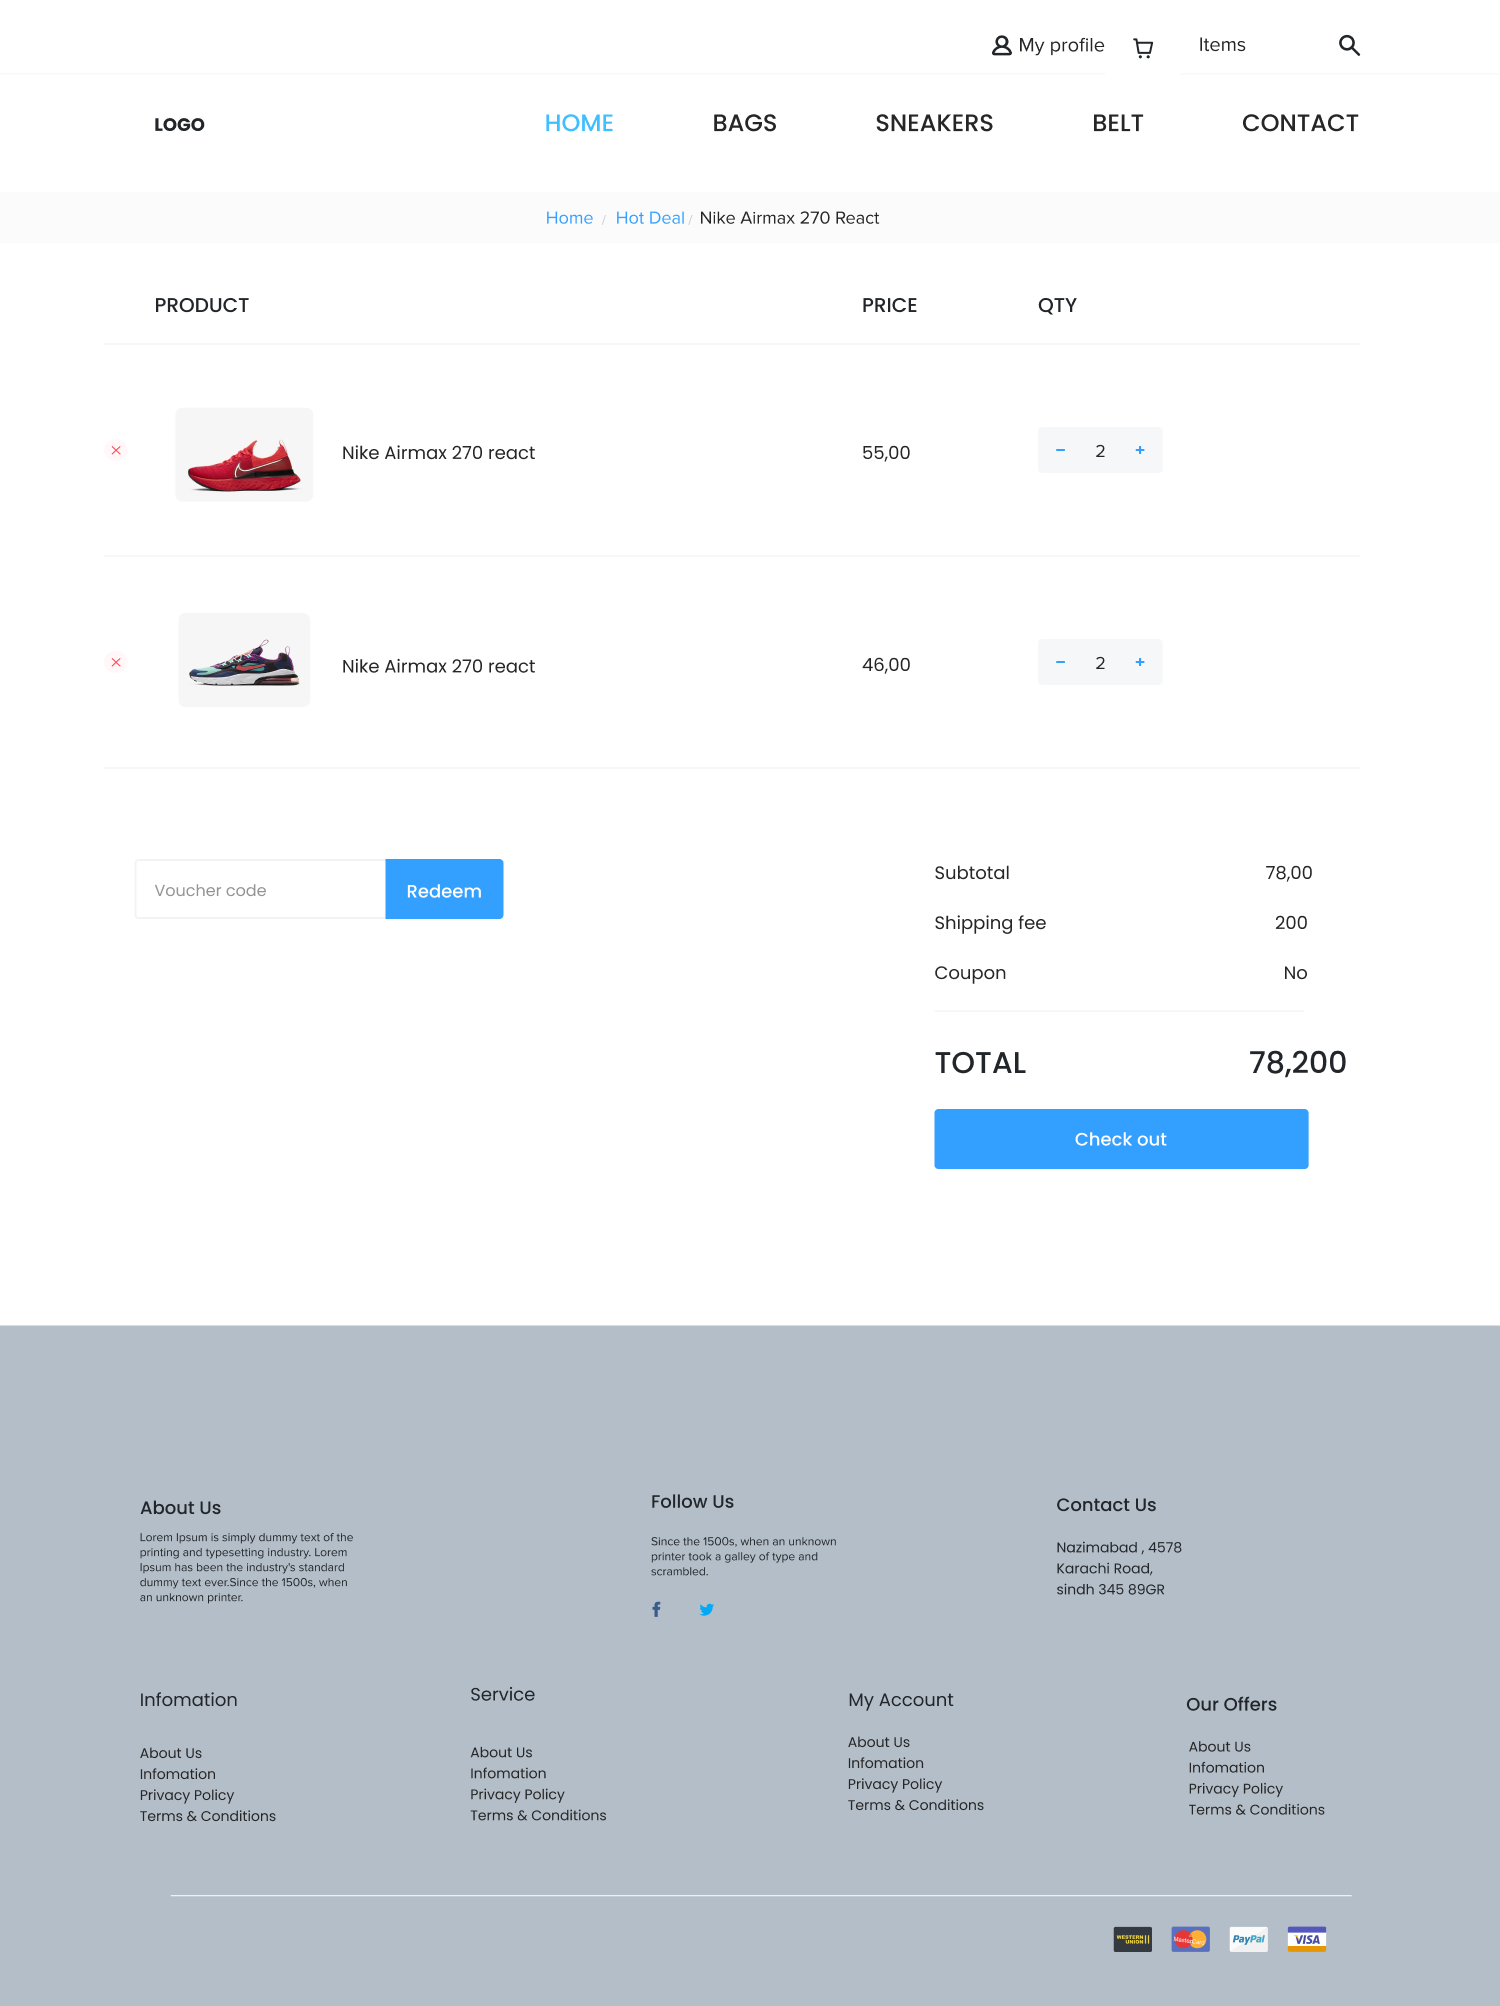 My profile
Items
LOGO
HOME
BAGS
SNEAKERS
BELT
CONTACT
Home / Hot Deal / Nike Airmax 270 React
PRODUCT
PRICE
QTY
Nike Airmax 270 react
55,00
- 2 +
Nike Airmax 270 react
46,00
- 2 +
Voucher code
Redeem
Subtotal
78,00
Shipping fee
200
Coupon
No
TOTAL
78,200
Check out
About Us
Lorem Ipsum is simply dummy text of the
printing and typesetting industry. Lorem
Ipsum has been the industry's standard
dummy text ever.Since the 1500s, when
an unknown printer.
Follow Us
Since the 1500s, when an unknown
printer took a galley of type and
scrambled.
Contact Us
Nazimabad , 4578
Karachi Road,
sindh 345 89GR
Infomation
About Us
Infomation
Privacy Policy
Terms & Conditions
Service
About Us
Infomation
Privacy Policy
Terms & Conditions
My Account
About Us
Infomation
Privacy Policy
Terms & Conditions
Our Offers
About Us
Infomation
Privacy Policy
Terms & Conditions
WESTERN
UNION
MasterCard
PayPal
VISA